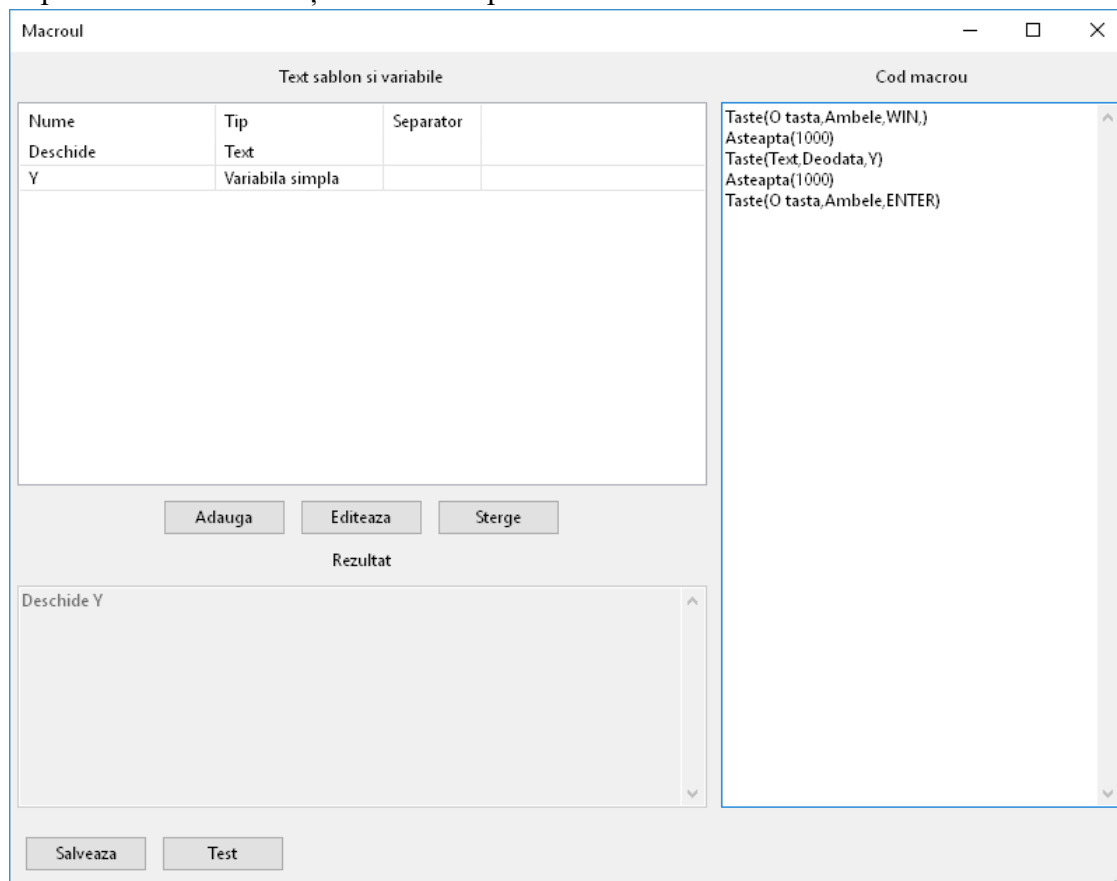 Macroul
Text sablon si variabile
Nume Tip Separator
Deschide Text
Y Variabila simpla
Adauga Editeaza Sterge
Rezultat
Deschide Y
Salveaza Test
Cod macrou
Taste(O tasta,Ambele,WIN,)
Asteapta(1000)
Taste(Text,Deodata,Y)
Asteapta(1000)
Taste(O tasta,Ambele,ENTER)